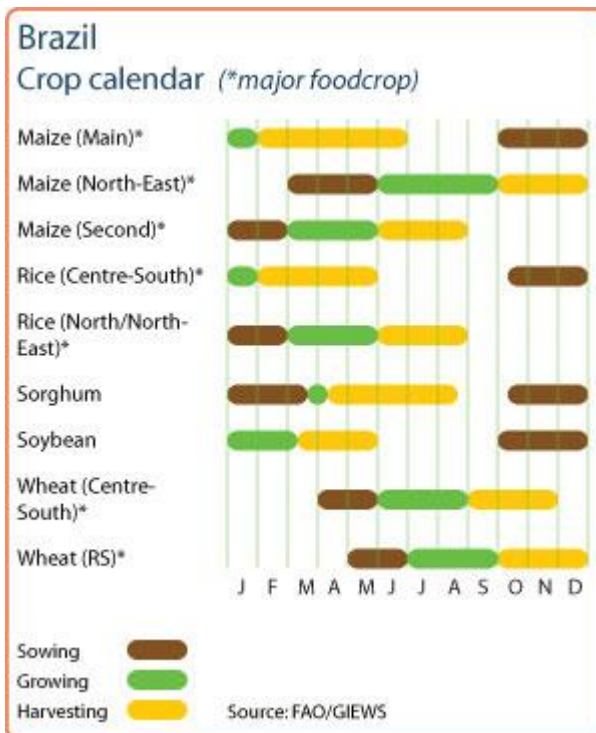 Brazil
Crop calendar (*major foodcrop)
Maize (Main)*
Maize (North-East)*
Maize (Second)*
Rice (Centre-South)*
Rice (North/North-
East)*
Sorghum
Soybean
Wheat (Centre-
South)*
Wheat (RS)*
J F M A M J J A S O N D
Sowing
Growing
Harvesting
Source: FAO/GIEWS